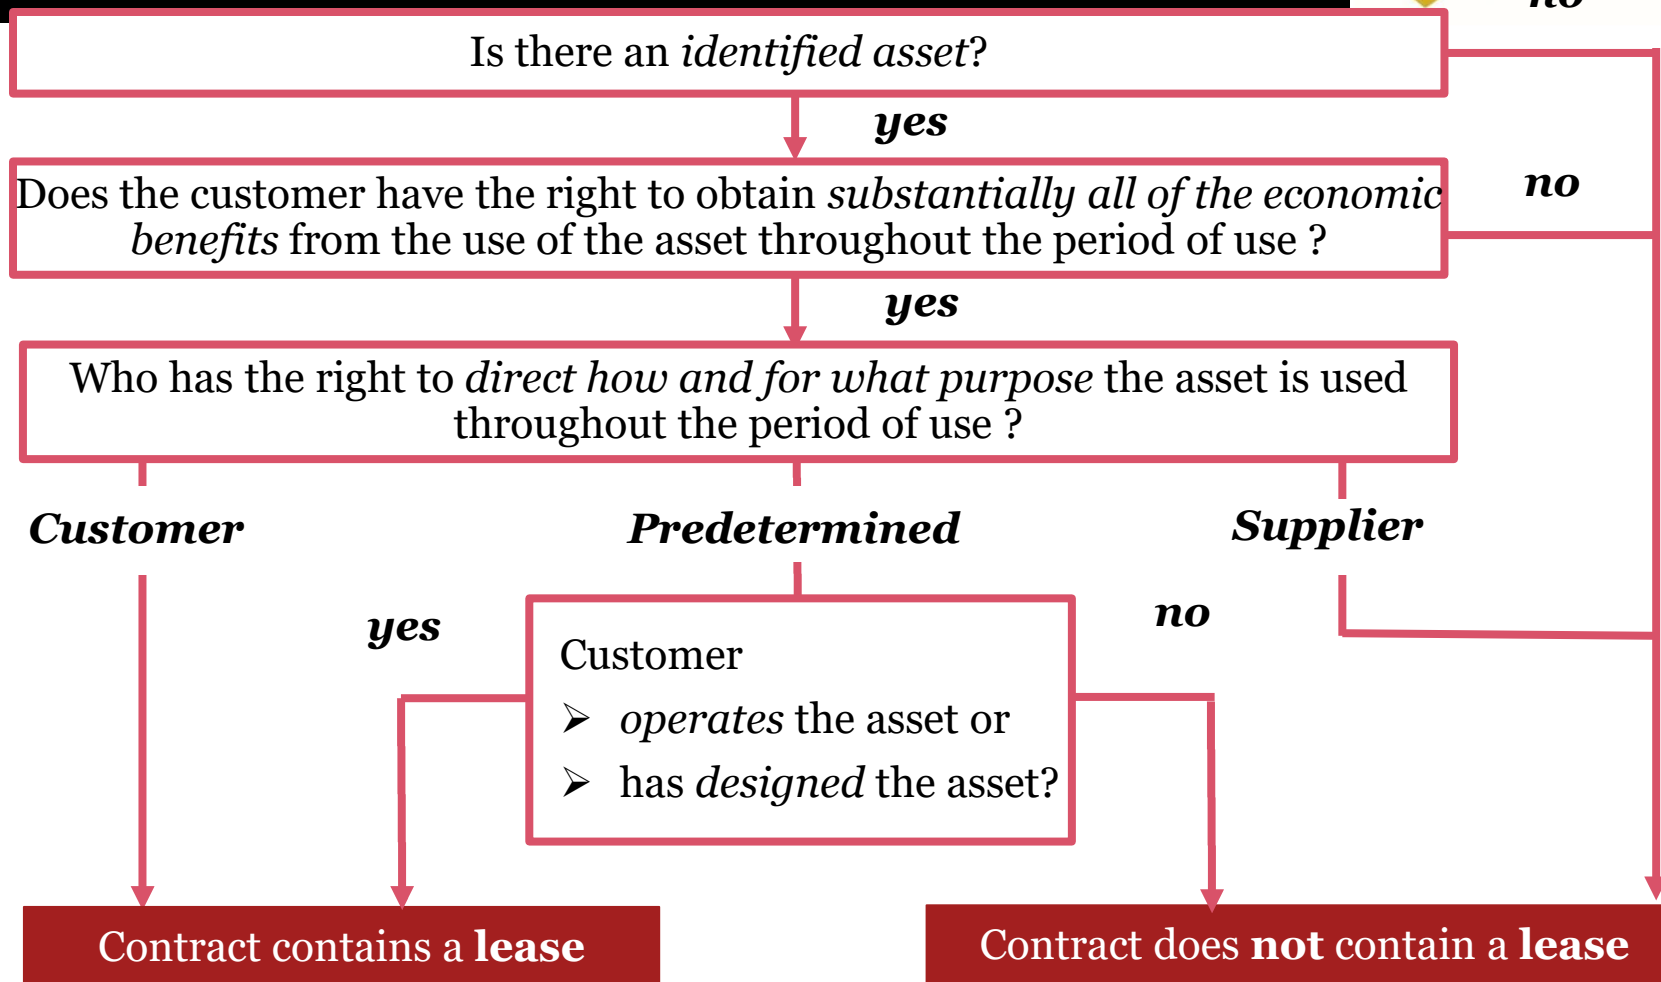 no
Is there an identified asset?
yes
Does the customer have the right to obtain substantially all of the economic
benefits from the use of the asset throughout the period of use ?
no
yes
Who has the right to direct how and for what purpose the asset is used
throughout the period of use ?
Customer
Predetermined
Supplier
yes
no
Customer
➢ operates the asset or
➢ has designed the asset?
Contract contains a lease
Contract does not contain a lease